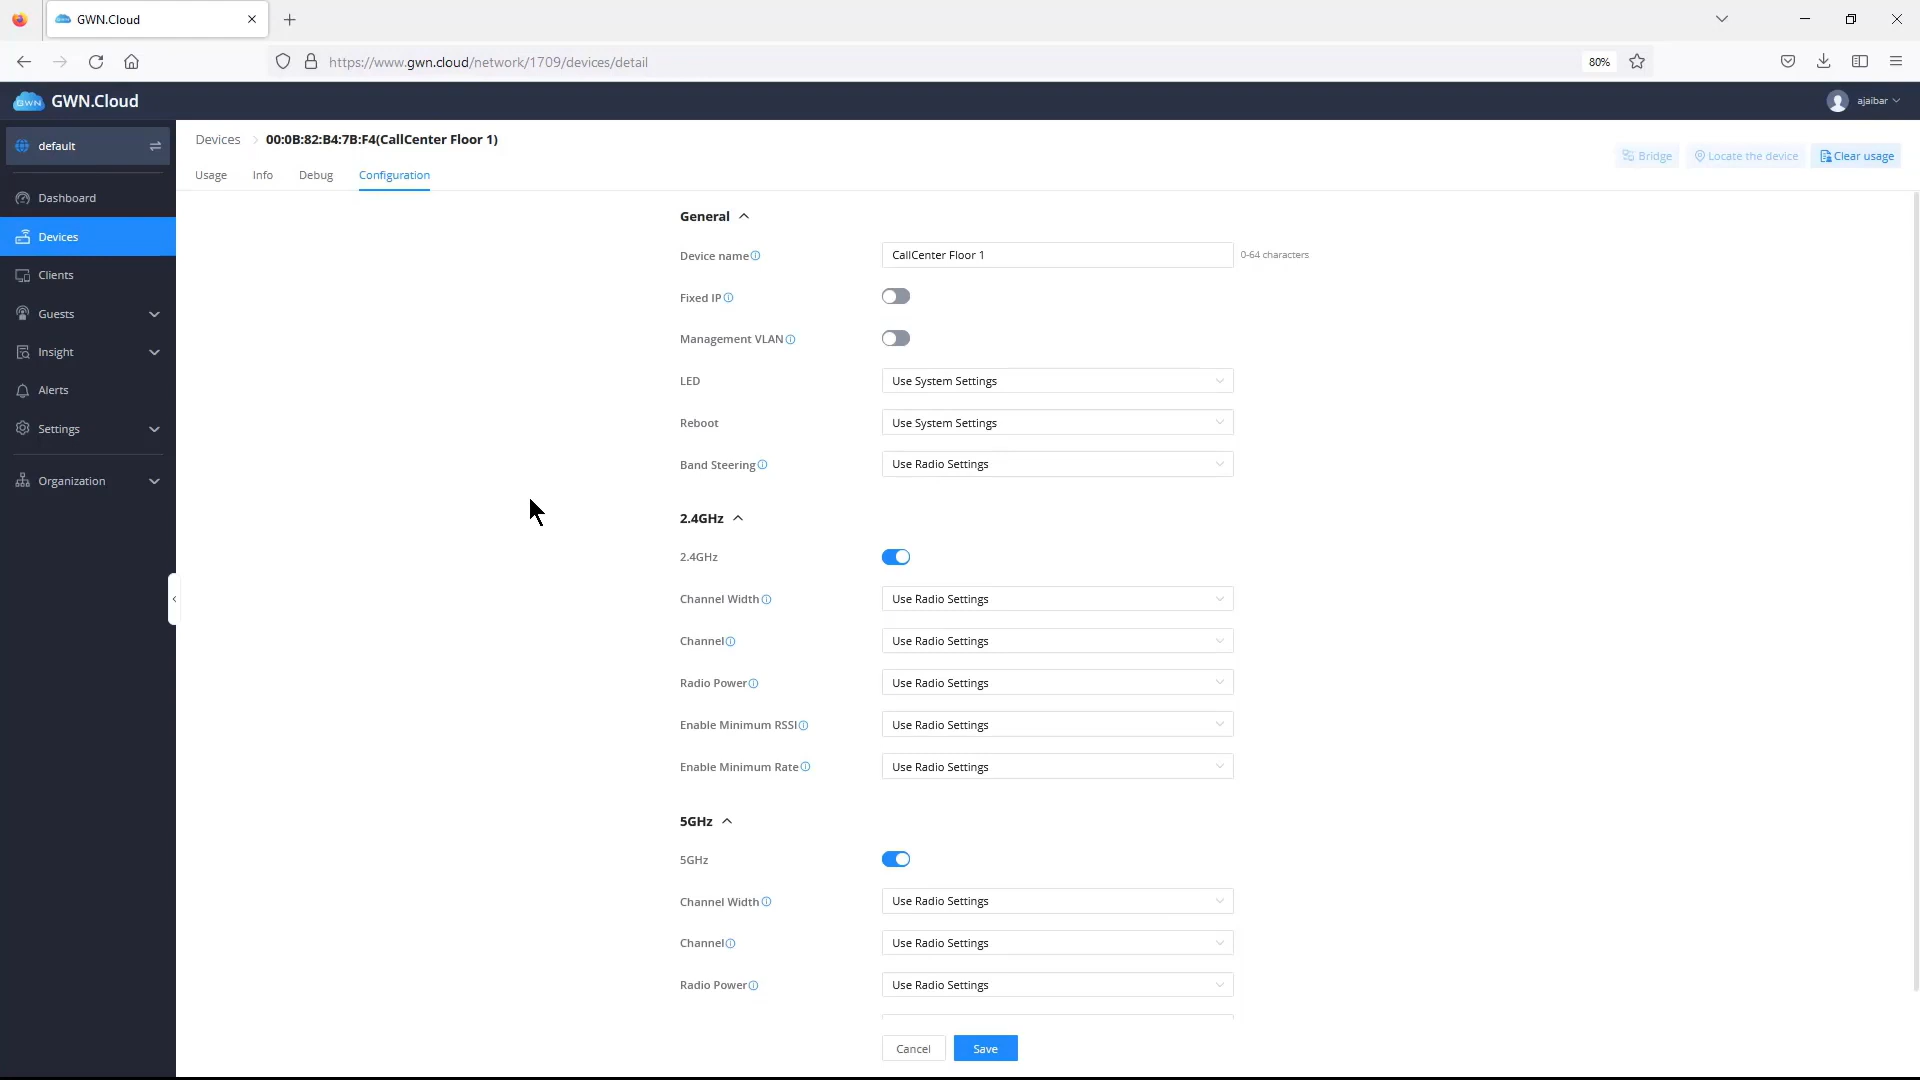 GWN.Cloud
https://www.gwn.cloud/network/1709/devices/detail
80%
GWN
GWN.Cloud
ajaibar
default
Devices 00:0B:82:B4:7B:F4(CallCenter Floor 1)
Bridge
Locate the device
Clear usage
Usage
Info
Debug
Configuration
Dashboard
Devices
Clients
Guests
Insight
Alerts
Settings
Organization
General
Device name CallCenter Floor 1 0-64 characters
Fixed IP
Management VLAN
LED Use System Settings
Reboot Use System Settings
Band Steering Use Radio Settings
2.4GHz
2.4GHz
Channel Width Use Radio Settings
Channel Use Radio Settings
Radio Power Use Radio Settings
Enable Minimum RSSI Use Radio Settings
Enable Minimum Rate Use Radio Settings
5GHz
5GHz
Channel Width Use Radio Settings
Channel Use Radio Settings
Radio Power Use Radio Settings
Cancel
Save